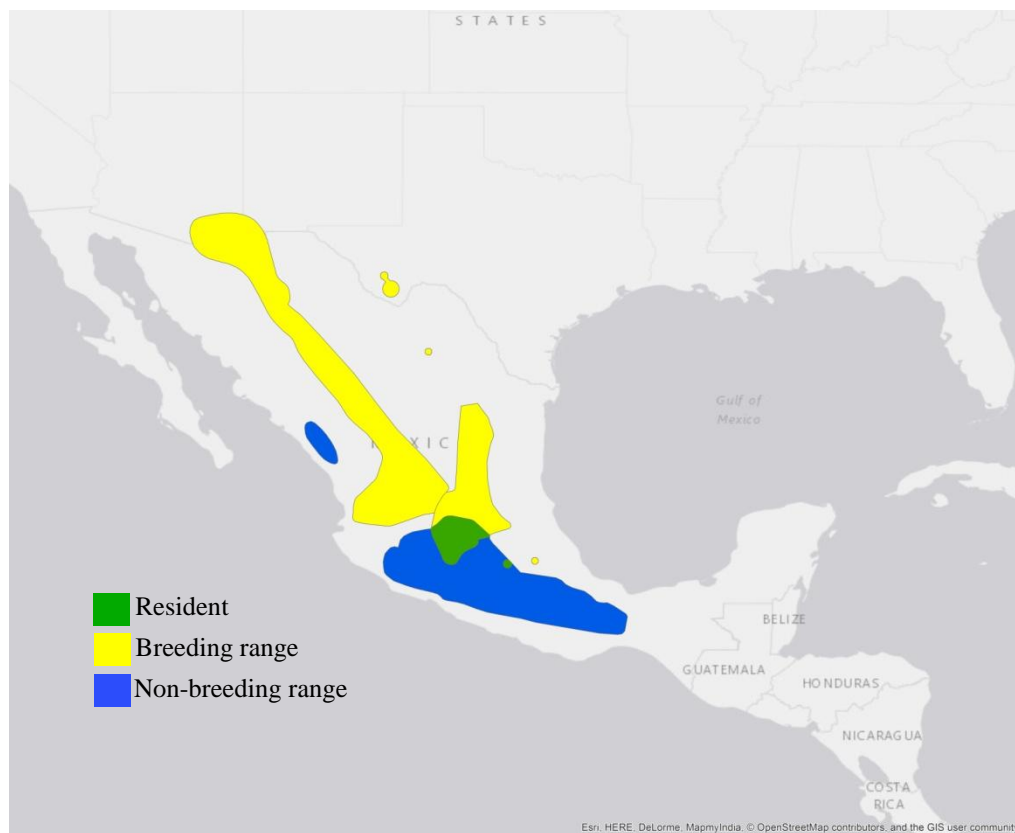 STATES
Gulf of
Mexico
MEXIC
Resident
Breeding range
Non-breeding range
BELIZE
GUATEMALA
HONDURAS
NICARAGUA
COSTA
RICA
Esri, HERE, DeLorme, MapmyIndia, © OpenStreetMap contributors, and the GIS user communit